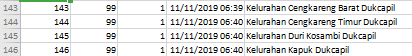 143 143 99 1 11/11/2019 06:39 Kelurahan Cengkareng Barat Dukcapil
144 144 99 1 11/11/2019 06:40 Kelurahan Cengkareng Timur Dukcapil
145 145 99 1 11/11/2019 06:40 Kelurahan Duri Kosambi Dukcapil
146 146 99 1 11/11/2019 06:40 Kelurahan Kapuk Dukcapil